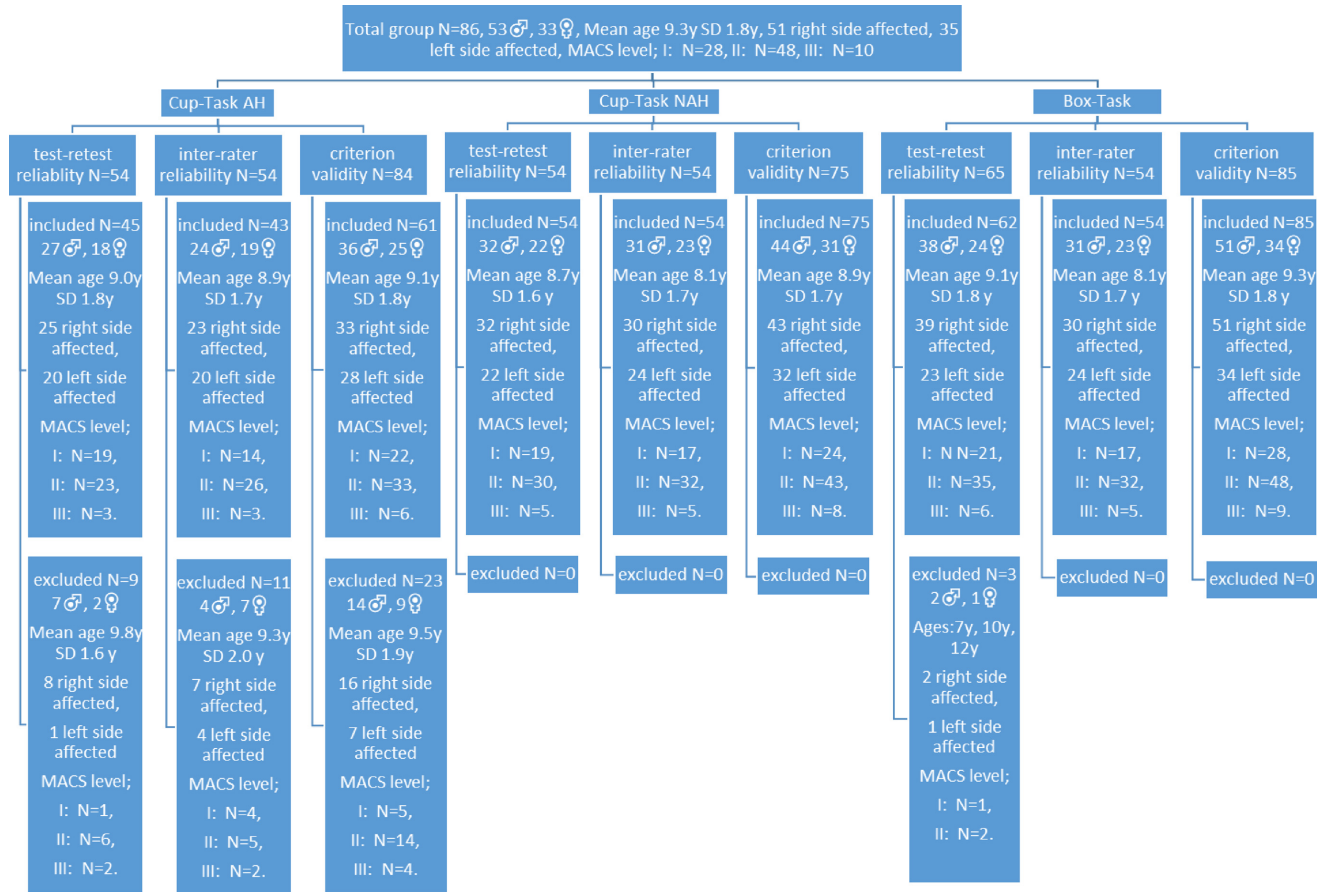 Total group N=86, 53♂, 33♀, Mean age 9.3y SD 1.8y, 51 right side affected, 35
left side affected, MACS level; I: N=28, II: N=48, III: N=10
Cup-Task AH
Cup-Task NAH
Box-Task
test-retest
reliablity N=54
inter-rater
reliability N=54
criterion
validity N=84
test-retest
reliability N=54
inter-rater
reliability N=54
criterion
validity N=75
test-retest
reliability N=65
inter-rater
reliability N=54
criterion
validity N=85
included N=45
27♂, 18♀
Mean age 9.0y
SD 1.8y
25 right side
affected,
20 left side
affected
MACS level;
I: N=19,
II: N=23,
III: N=3.
included N=43
24♂, 19♀
Mean age 8.9y
SD 1.7y
23 right side
affected,
20 left side
affected
MACS level;
I: N=14,
II: N=26,
III: N=3.
included N=61
36♂, 25♀
Mean age 9.1y
SD 1.8y
33 right side
affected,
28 left side
affected
MACS level;
I: N=22,
II: N=33,
III: N=6.
included N=54
32♂, 22♀
Mean age 8.7y
SD 1.6 y
32 right side
affected,
22 left side
affected
MACS level;
I: N=19,
II: N=30,
III: N=5.
included N=54
31♂, 23♀
Mean age 8.1y
SD 1.7y
30 right side
affected,
24 left side
affected
MACS level;
I: N=17,
II: N=32,
III: N=5.
included N=75
44♂, 31♀
Mean age 8.9y
SD 1.7y
43 right side
affected,
32 left side
affected
MACS level;
I: N=24,
II: N=43,
III: N=8.
included N=62
38♂, 24♀
Mean age 9.1y
SD 1.8 y
39 right side
affected,
23 left side
affected
MACS level;
I: N N=21,
II: N=35,
III: N=6.
included N=54
31♂, 23♀
Mean age 8.1y
SD 1.7 y
30 right side
affected,
24 left side
affected
MACS level;
I: N=17,
II: N=32,
III: N=5.
included N=85
51♂, 34♀
Mean age 9.3y
SD 1.8 y
51 right side
affected,
34 left side
affected
MACS level;
I: N=28,
II: N=48,
III: N=9.
excluded N=9
7♂, 2♀
Mean age 9.8y
SD 1.6 y
8 right side
affected,
1 left side
affected
MACS level;
I: N=1,
II: N=6,
III: N=2.
excluded N=11
4♂, 7♀
Mean age 9.3y
SD 2.0 y
7 right side
affected,
4 left side
affected
MACS level;
I: N=4,
II: N=5,
III: N=2.
excluded N=23
14♂, 9♀
Mean age 9.5y
SD 1.9y
16 right side
affected,
7 left side
affected
MACS level;
I: N=5,
II: N=14,
III: N=4.
excluded N=0
excluded N=0
excluded N=0
excluded N=3
2♂, 1♀
Ages:7y, 10y,
12y
2 right side
affected,
1 left side
affected
MACS level;
I: N=1,
II: N=2.
excluded N=0
excluded N=0